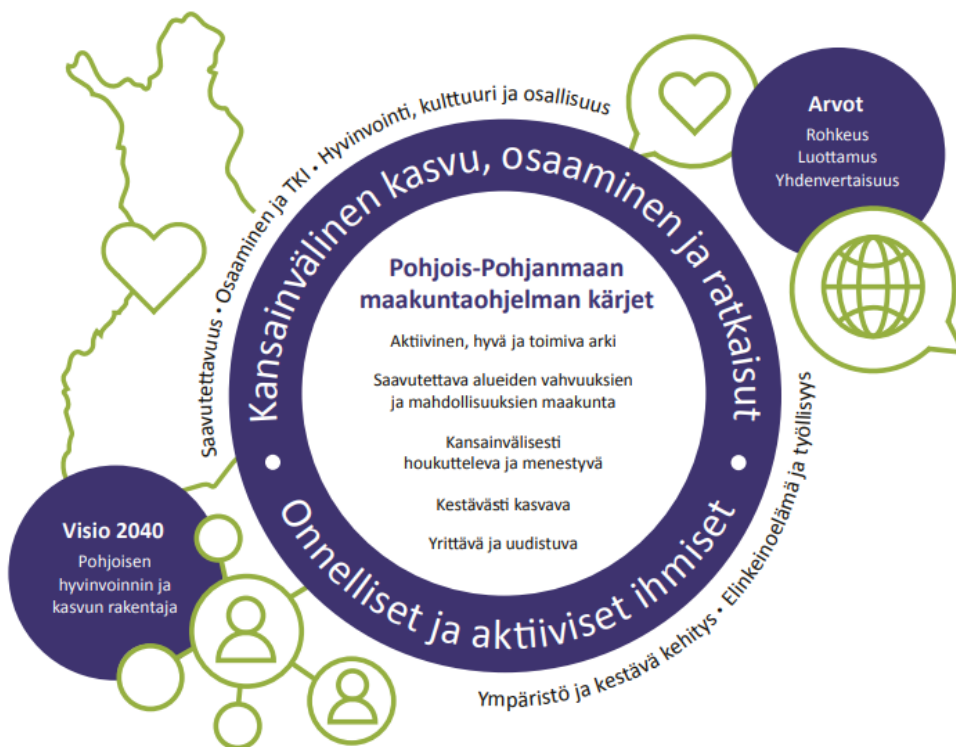 Arvot
Rohkeus
Luottamus
Yhdenvertaisuus
Saavutettavuus • Osaaminen ja TKI • Hyvinvointi, kulttuuri ja osallisuus
Kansainvälinen kasvu, osaaminen ja ratkaisut
Pohjois-Pohjanmaan
maakuntaohjelman kärjet
Aktiivinen, hyvä ja toimiva arki
Saavutettava alueiden vahvuuksien
ja mahdollisuuksien maakunta
Kansainvälisesti
houkutteleva ja menestyvä
Kestävästi kasvava
Yrittävä ja uudistuva
Onnelliset ja aktiiviset ihmiset
Ympäristö ja kestävä kehitys • Elinkeinoelämä ja työllisyys
Visio 2040
Pohjoisen
hyvinvoinnin ja
kasvun rakentaja